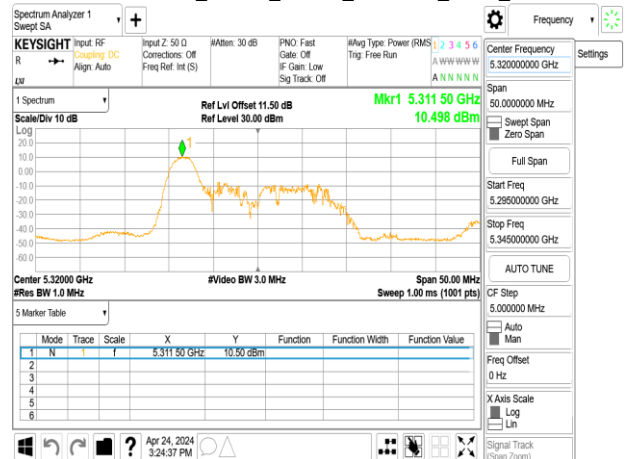 Spectrum Analyzer 1
Swept SA
Frequency
KEYSIGHT
R
Input: RF
Coupling: DC
Align: Auto
Input Z: 50 Ω
Corrections: Off
Freq Ref: Int (S)
#Atten: 30 dB
PNO: Fast
Gate: Off
IF Gain: Low
Sig Track: Off
#Avg Type: Power (RMS
Trig: Free Run
1 2 3 4 5 6
A W W W W W
A N N N N N
Settings
Center Frequency
5.320000000 GHz
Span
50.0000000 MHz
Swept Span
Zero Span
Full Span
Start Freq
5.295000000 GHz
Stop Freq
5.345000000 GHz
AUTO TUNE
CF Step
5.000000 MHz
Auto
Man
Freq Offset
0 Hz
X Axis Scale
Log
Lin
Signal Track
(Span Zoom)
1 Spectrum
Scale/Div 10 dB
Ref Lvl Offset 11.50 dB
Ref Level 30.00 dBm
Mkr1 5.311 50 GHz
10.498 dBm
Log
20.0
10.0
0.00
-10.0
-20.0
-30.0
-40.0
-50.0
-60.0
1
Center 5.32000 GHz
#Res BW 1.0 MHz
#Video BW 3.0 MHz
Span 50.00 MHz
Sweep 1.00 ms (1001 pts)
5 Marker Table
Mode Trace Scale X Y Function Function Width Function Value
1 N 1 f 5.311 50 GHz 10.50 dBm
2
3
4
5
6
?
Apr 24, 2024
3:24:37 PM